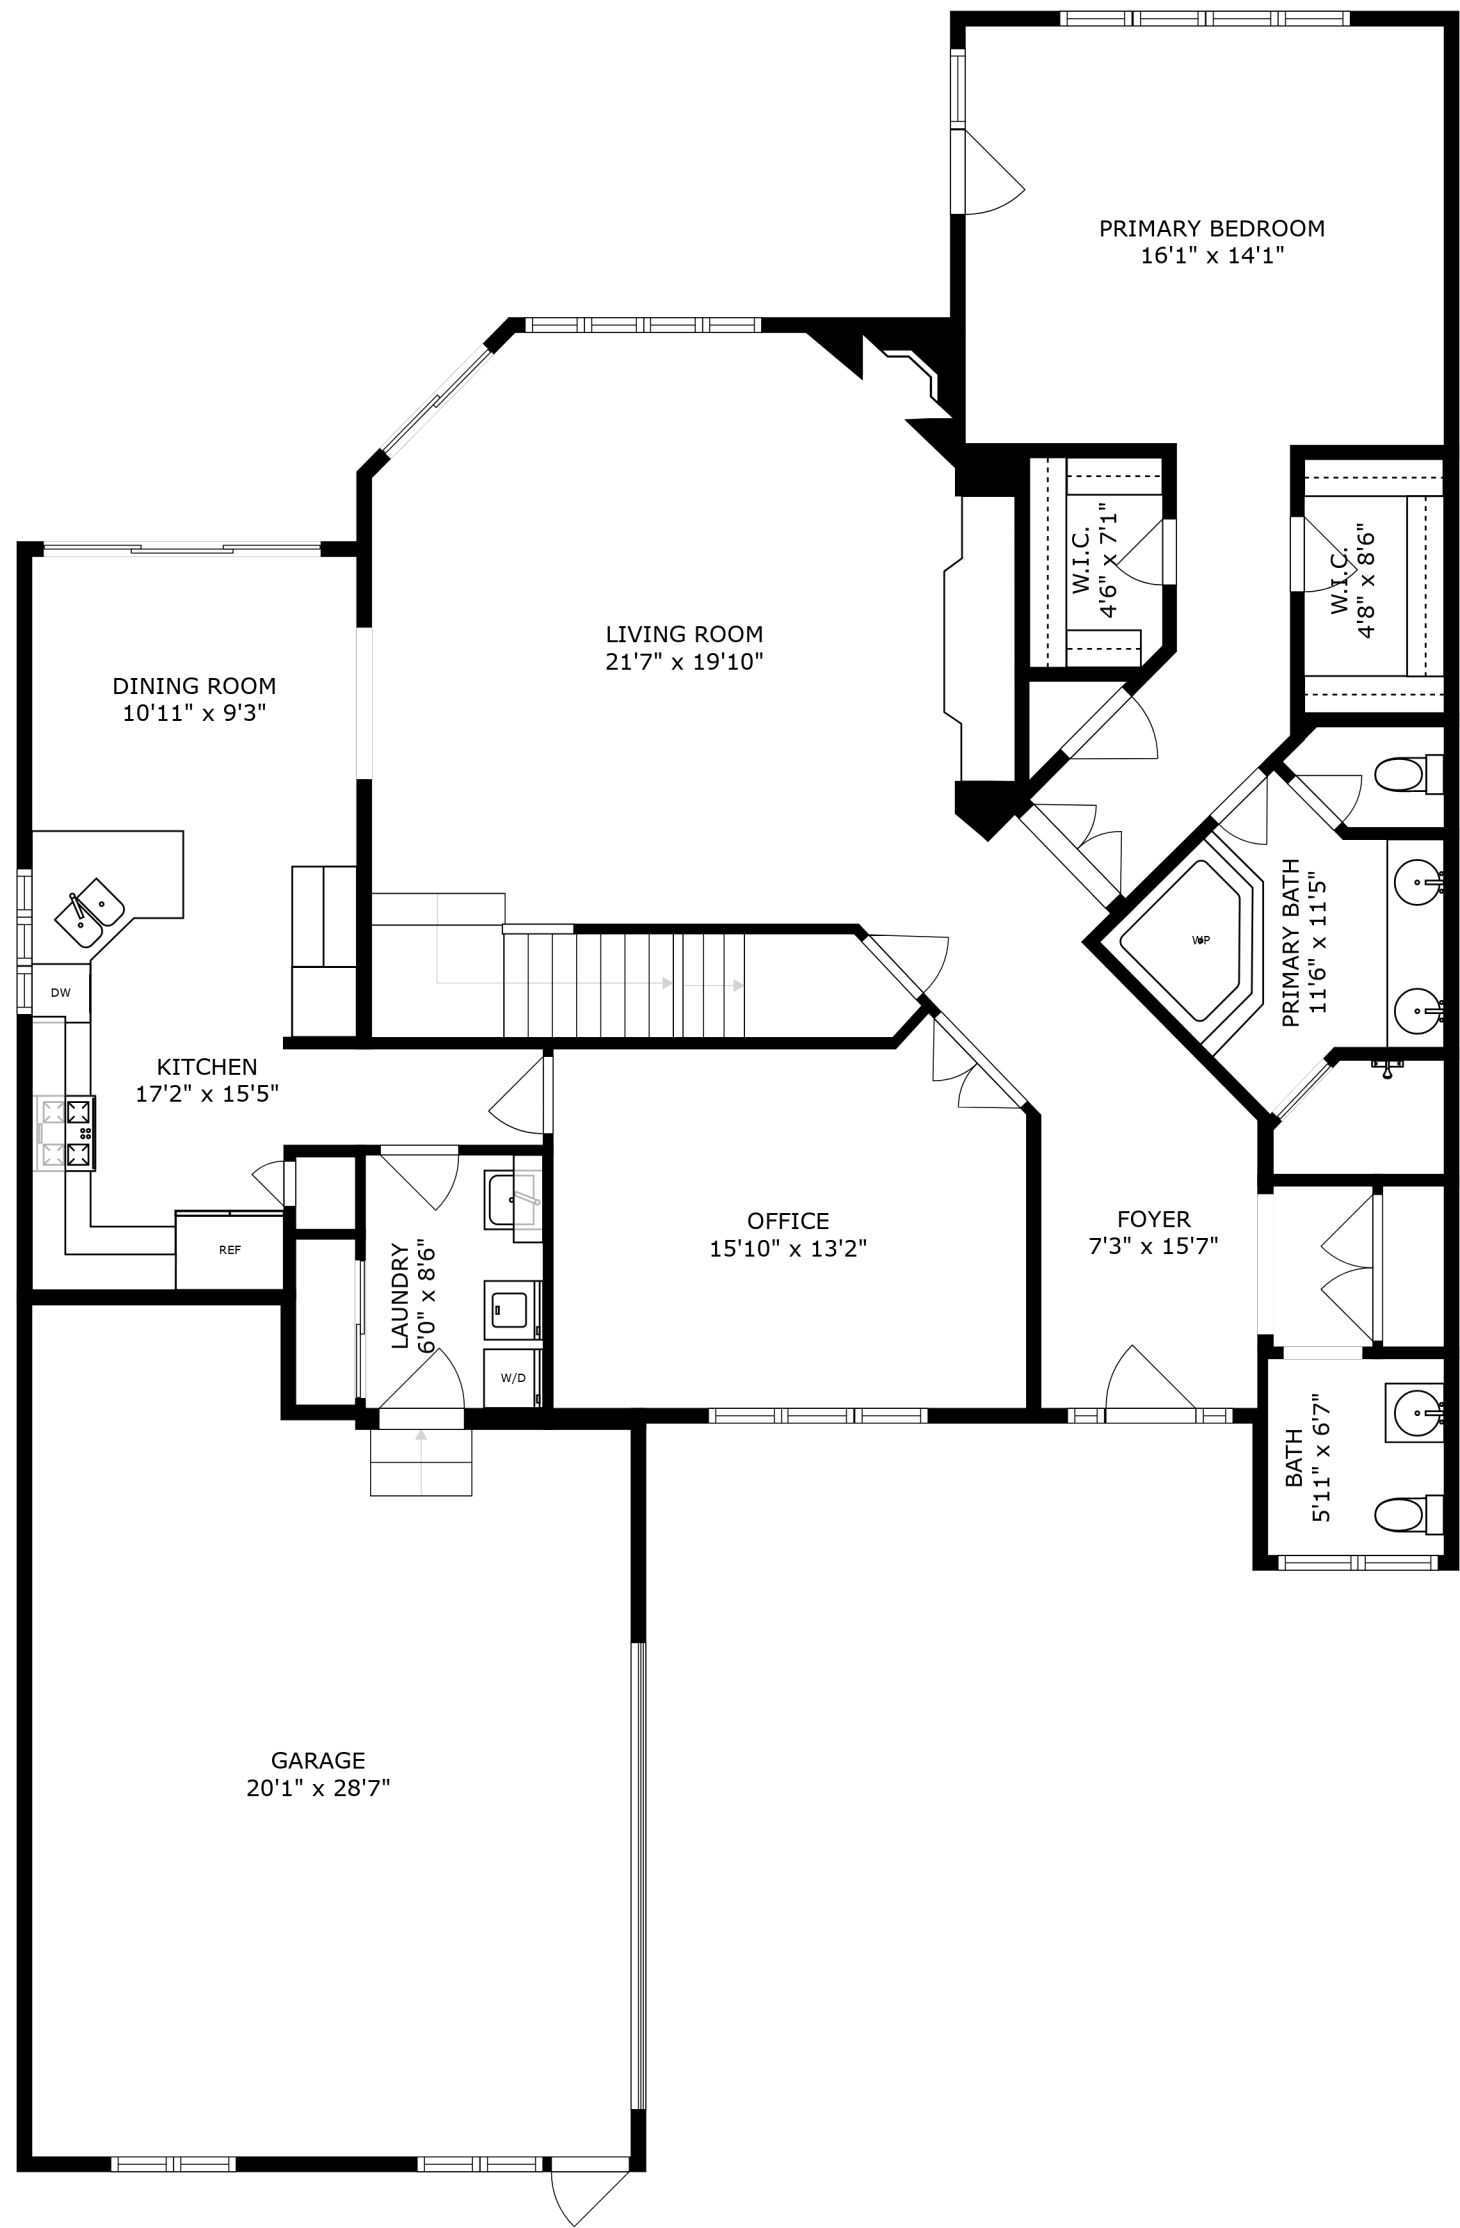 PRIMARY BEDROOM
16'1" x 14'1"
W.I.C.
4'6" x 7'1"
W.I.C.
4'8" x 8'6"
LIVING ROOM
21'7" x 19'10"
DINING ROOM
10'11" x 9'3"
PRIMARY BATH
11'6" x 11'5"
WP
DW
KITCHEN
17'2" x 15'5"
REF
LAUNDRY
6'0" x 8'6"
W/D
OFFICE
15'10" x 13'2"
FOYER
7'3" x 15'7"
BATH
5'11" x 6'7"
GARAGE
20'1" x 28'7"